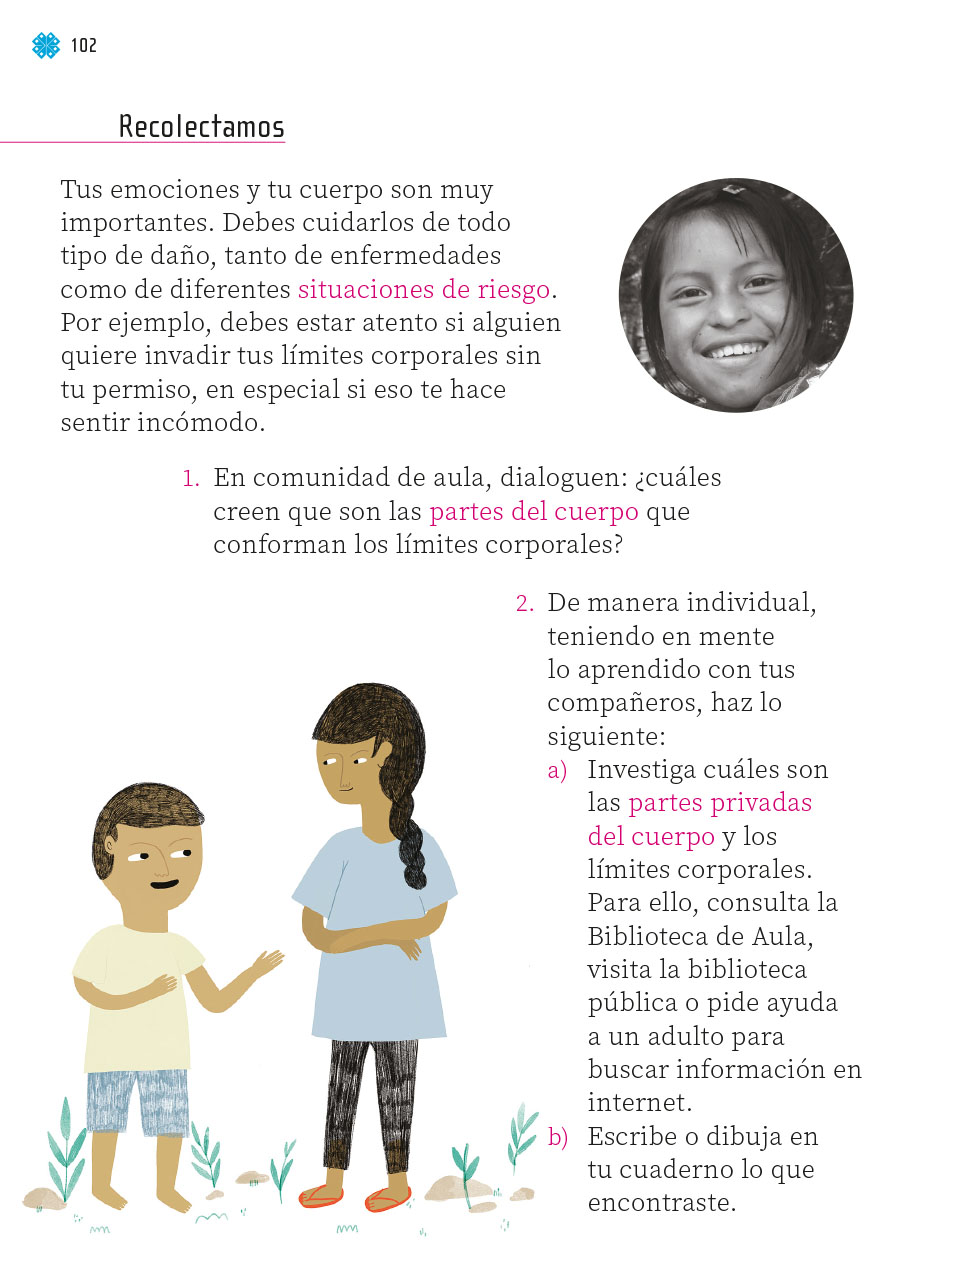 102
Recolectamos
Tus emociones y tu cuerpo son muy
importantes. Debes cuidarlos de todo
tipo de daño, tanto de enfermedades
como de diferentes situaciones de riesgo.
Por ejemplo, debes estar atento si alguien
quiere invadir tus límites corporales sin
tu permiso, en especial si eso te hace
sentir incómodo.
1. En comunidad de aula, dialoguen: ¿cuáles
creen que son las partes del cuerpo que
conforman los límites corporales?
2. De manera individual,
teniendo en mente
lo aprendido con tus
compañeros, haz lo
siguiente:
a) Investiga cuáles son
las partes privadas
del cuerpo y los
límites corporales.
Para ello, consulta la
Biblioteca de Aula,
visita la biblioteca
pública o pide ayuda
a un adulto para
buscar información en
internet.
b) Escribe o dibuja en
tu cuaderno lo que
encontraste.